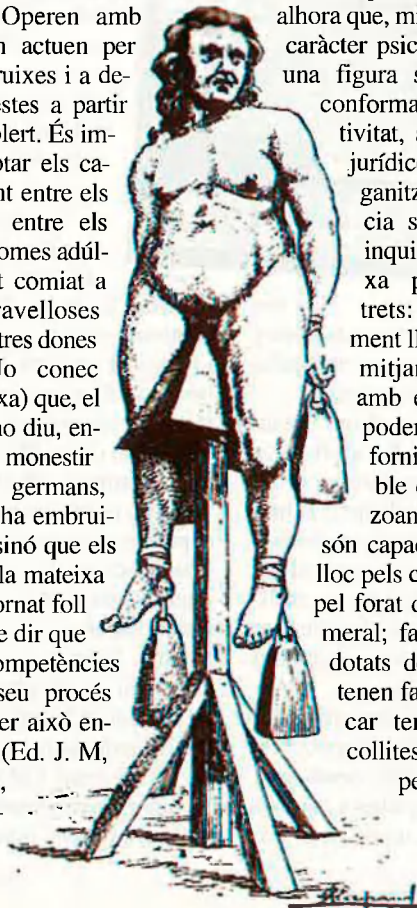 Operen amb
n actuen per
ruixes i a de-
estes a partir
lert. És im-
tar els ca-
nt entre els
entre els
omes adúl-
t comiat a
ravelloses
tres dones
Jo conec
xa) que, el
no diu, en-
monestir
germans,
ha embrui-
sinó que els
la mateixa
ornat foll
e dir que
ompetències
seu procés
er això en-
(Ed. J. M,
alhora que, mi
caràcter psic
una figura s
conforma
tivitat, a
jurídic
ganitz
cia s
inqui
xa p
trets:
ment ll
mitjan
amb e
poder
forni
ble
zoan
són capac
lloc pels c
pel forat d
meral; fa
dotats d
tenen fa
car ter
collites
pe